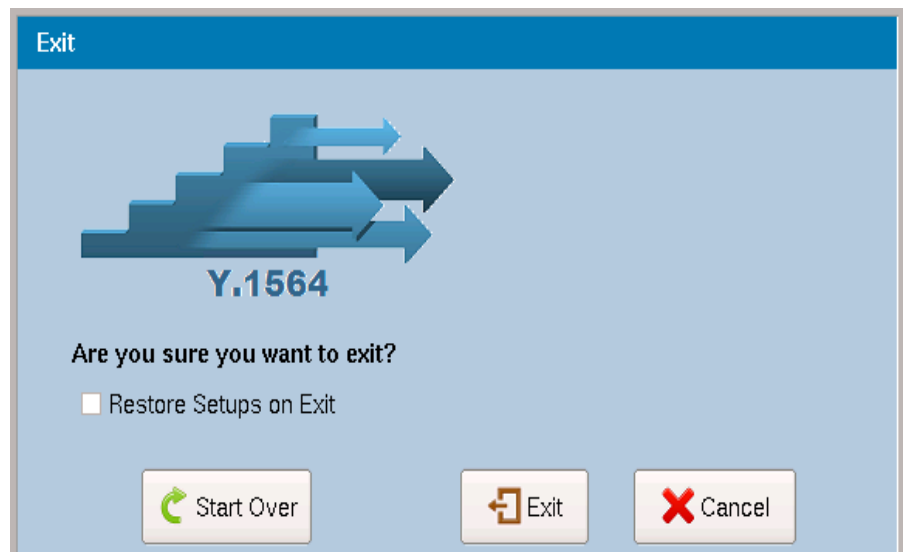 Exit
Y.1564
Are you sure you want to exit?
Restore Setups on Exit
Start Over Exit Cancel